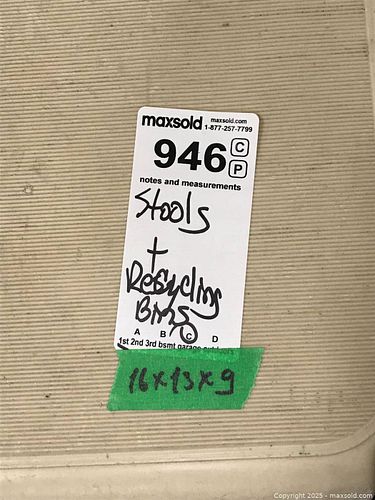 maxsold maxsold.com
1-877-257-7799
946 C
P
notes and measurements
Stools
+
Recycling
Bins
A B C D
1st 2nd 3rd bsmt garage
16x13x9
Copyright 2025 - maxsold.com